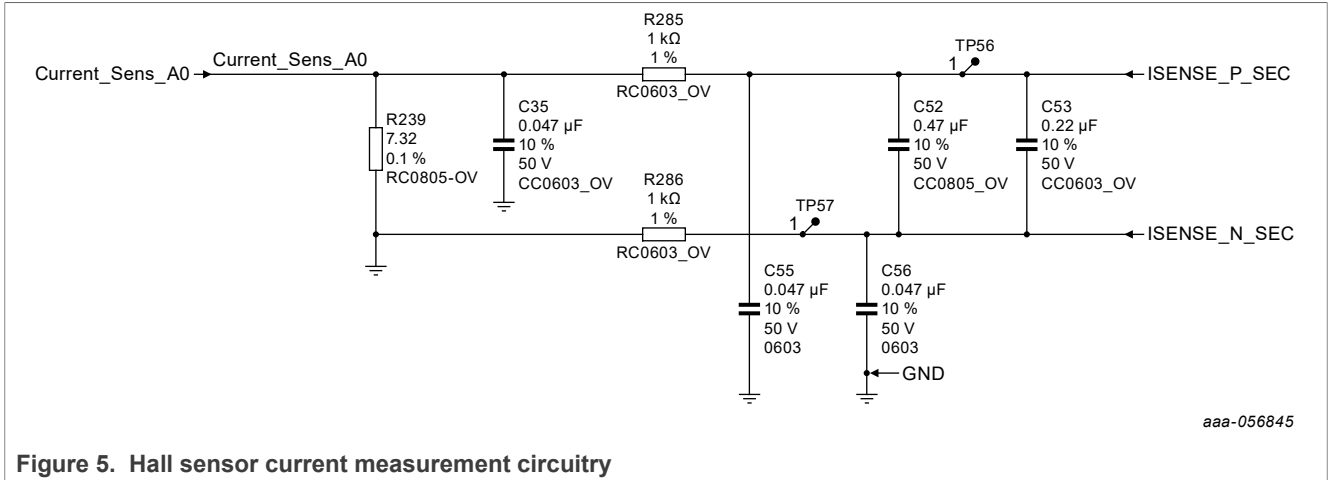 R285
1 kΩ
1 %
RC0603_OV
TP56
1
Current_Sens_A0
Current_Sens_A0
ISENSE_P_SEC
R239
7.32
0.1 %
RC0805-OV
C35
0.047 µF
10 %
50 V
CC0603_OV
C52
0.47 µF
10 %
50 V
CC0805_OV
C53
0.22 µF
10 %
50 V
CC0603_OV
R286
1 kΩ
1 %
RC0603_OV
TP57
1
ISENSE_N_SEC
C55
0.047 µF
10 %
50 V
0603
C56
0.047 µF
10 %
50 V
0603
GND
aaa-056845
Figure 5. Hall sensor current measurement circuitry